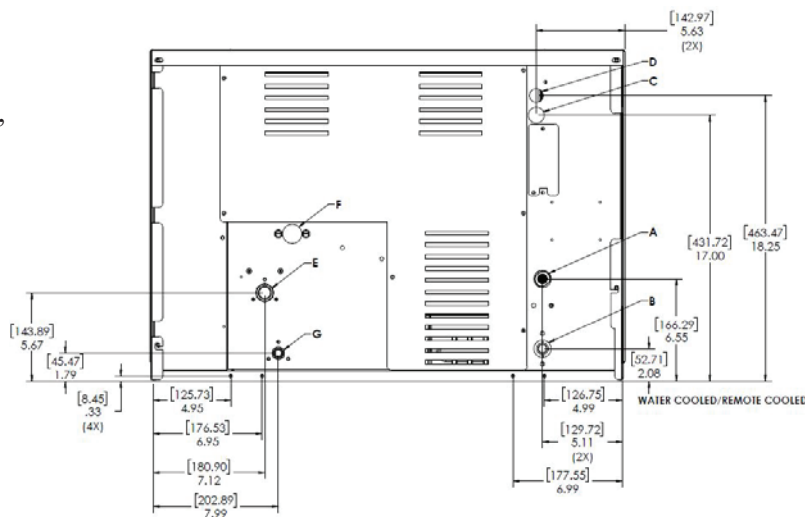 [142.97]
5.63
(2X)
D
C
,
F
A
E
B
G
[463.47]
18.25
[431.72]
17.00
[166.29]
6.55
[52.71]
2.08
[143.89]
5.67
[45.47]
1.79
[8.45]
.33
(4X)
[125.73]
4.95
[176.53]
6.95
[180.90]
7.12
[202.89]
7.99
[126.75]
4.99
WATER COOLED/REMOTE COOLED
[129.72]
5.11
(2X)
[177.55]
6.99